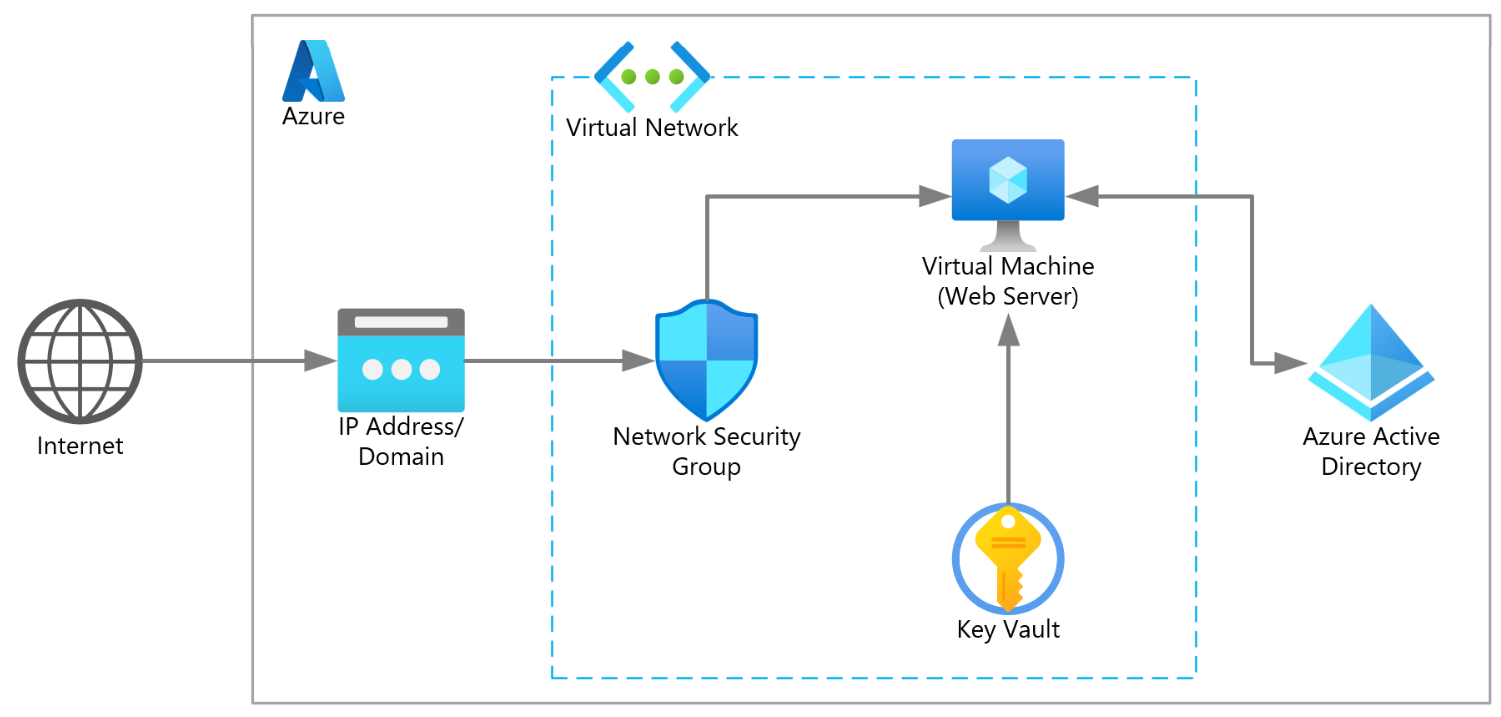 Azure
Virtual Network
Virtual Machine
(Web Server)
Internet
IP Address/
Domain
Network Security
Group
Azure Active
Directory
Key Vault